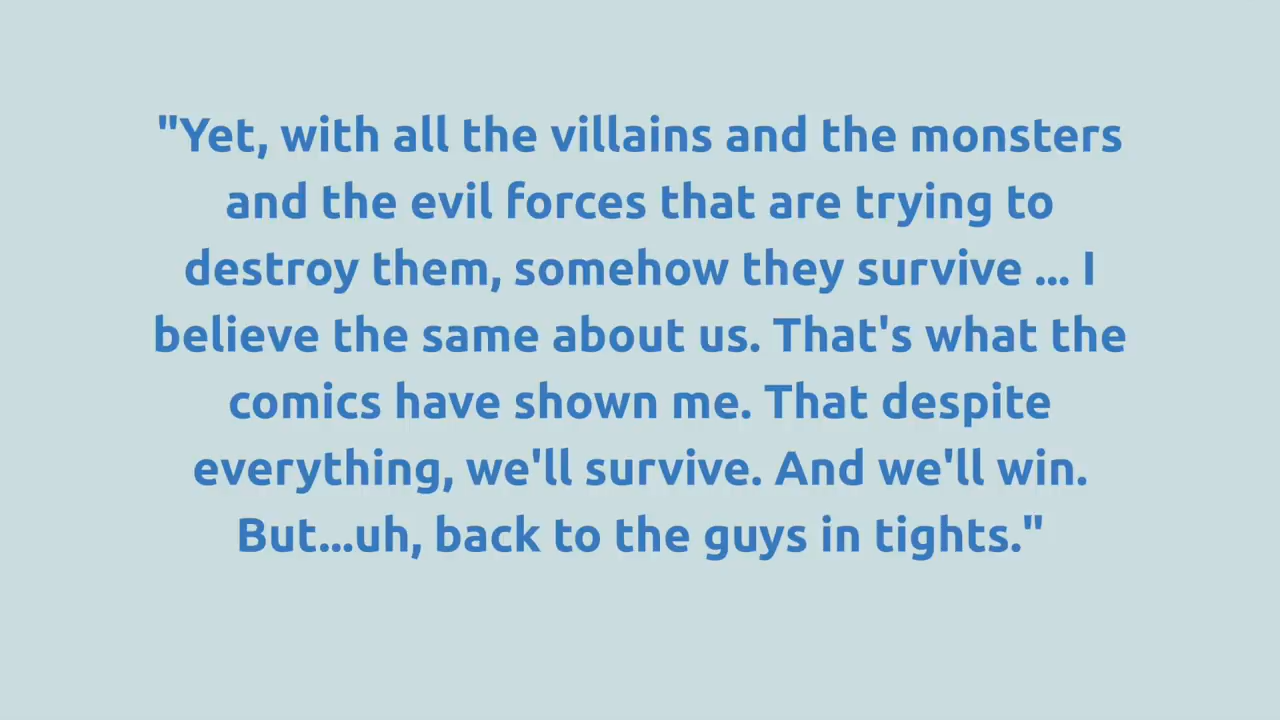 "Yet, with all the villains and the monsters
and the evil forces that are trying to
destroy them, somehow they survive ... I
believe the same about us. That's what the
comics have shown me. That despite
everything, we'll survive. And we'll win.
But...uh, back to the guys in tights."